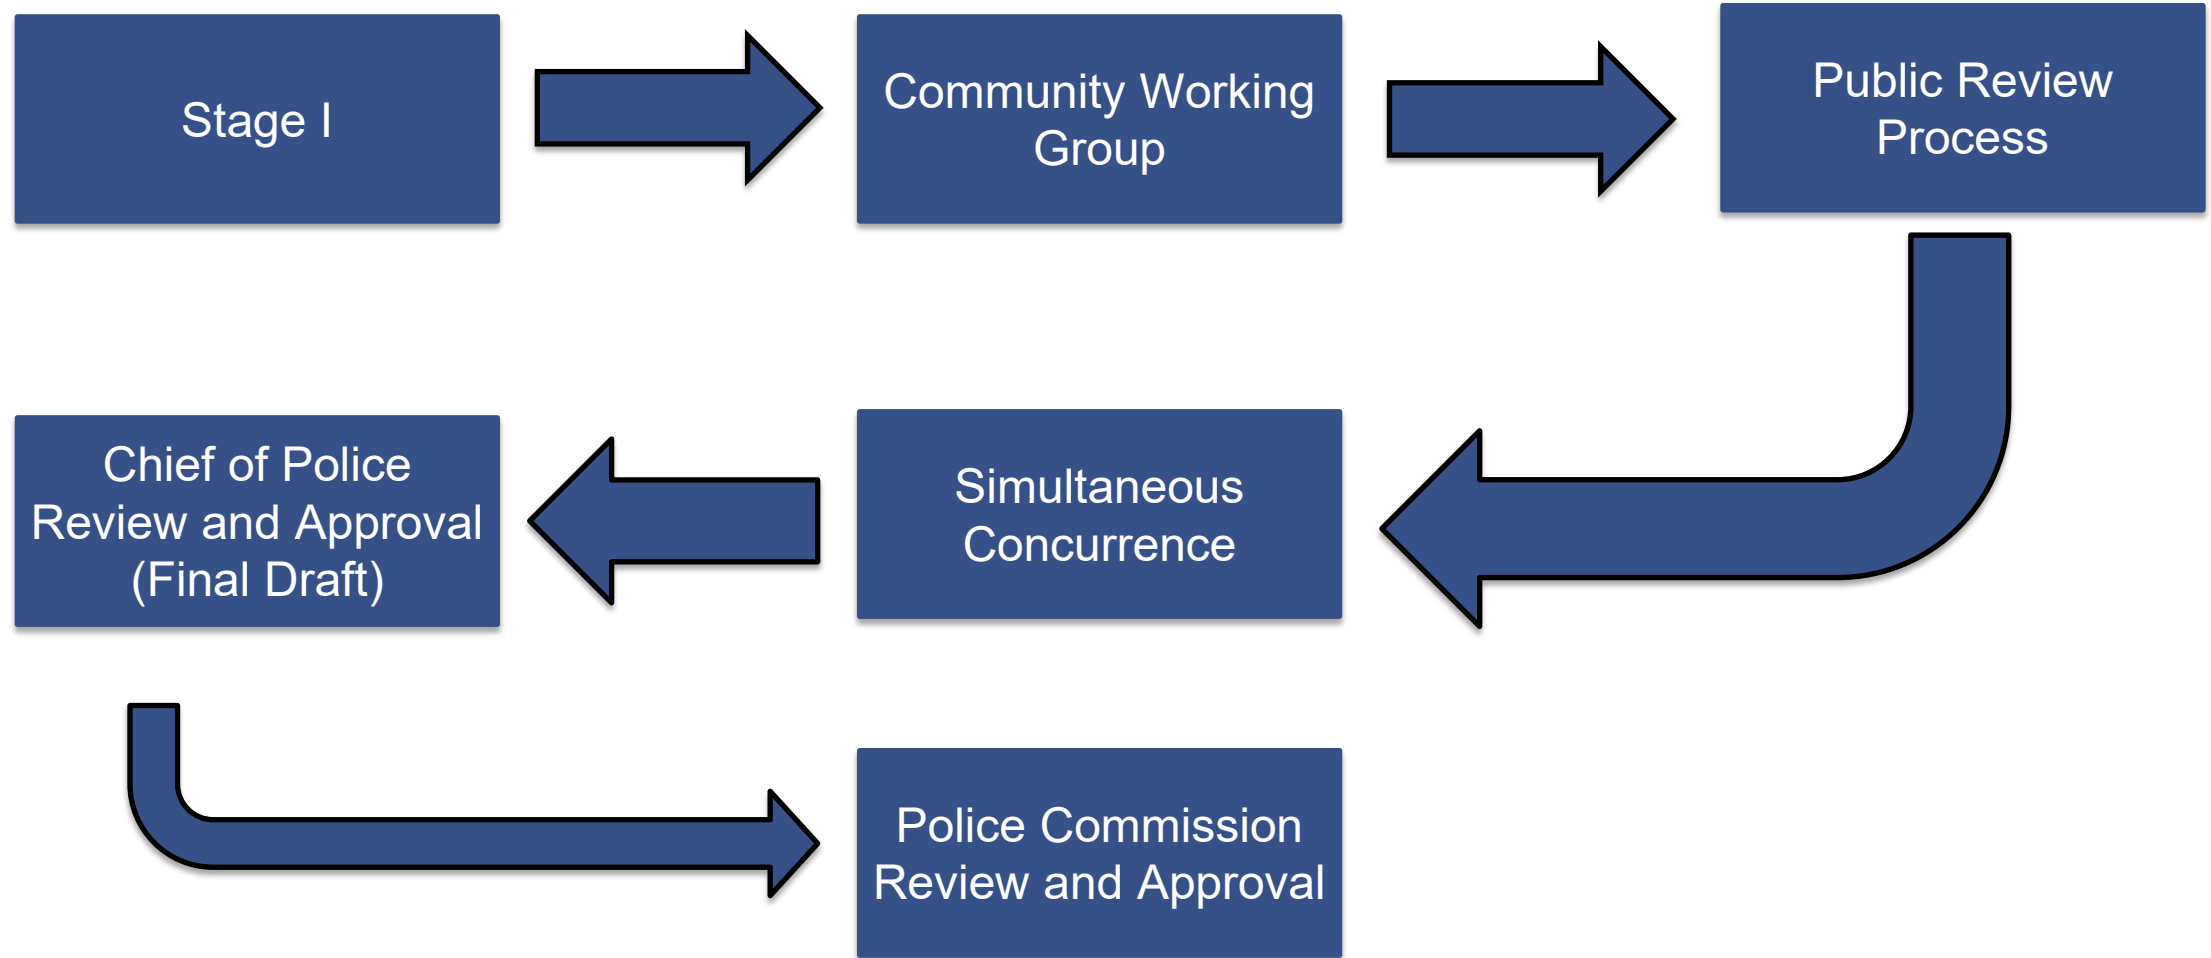 Stage I
Community Working
Group
Public Review
Process
Simultaneous
Concurrence
Chief of Police
Review and Approval
(Final Draft)
Police Commission
Review and Approval